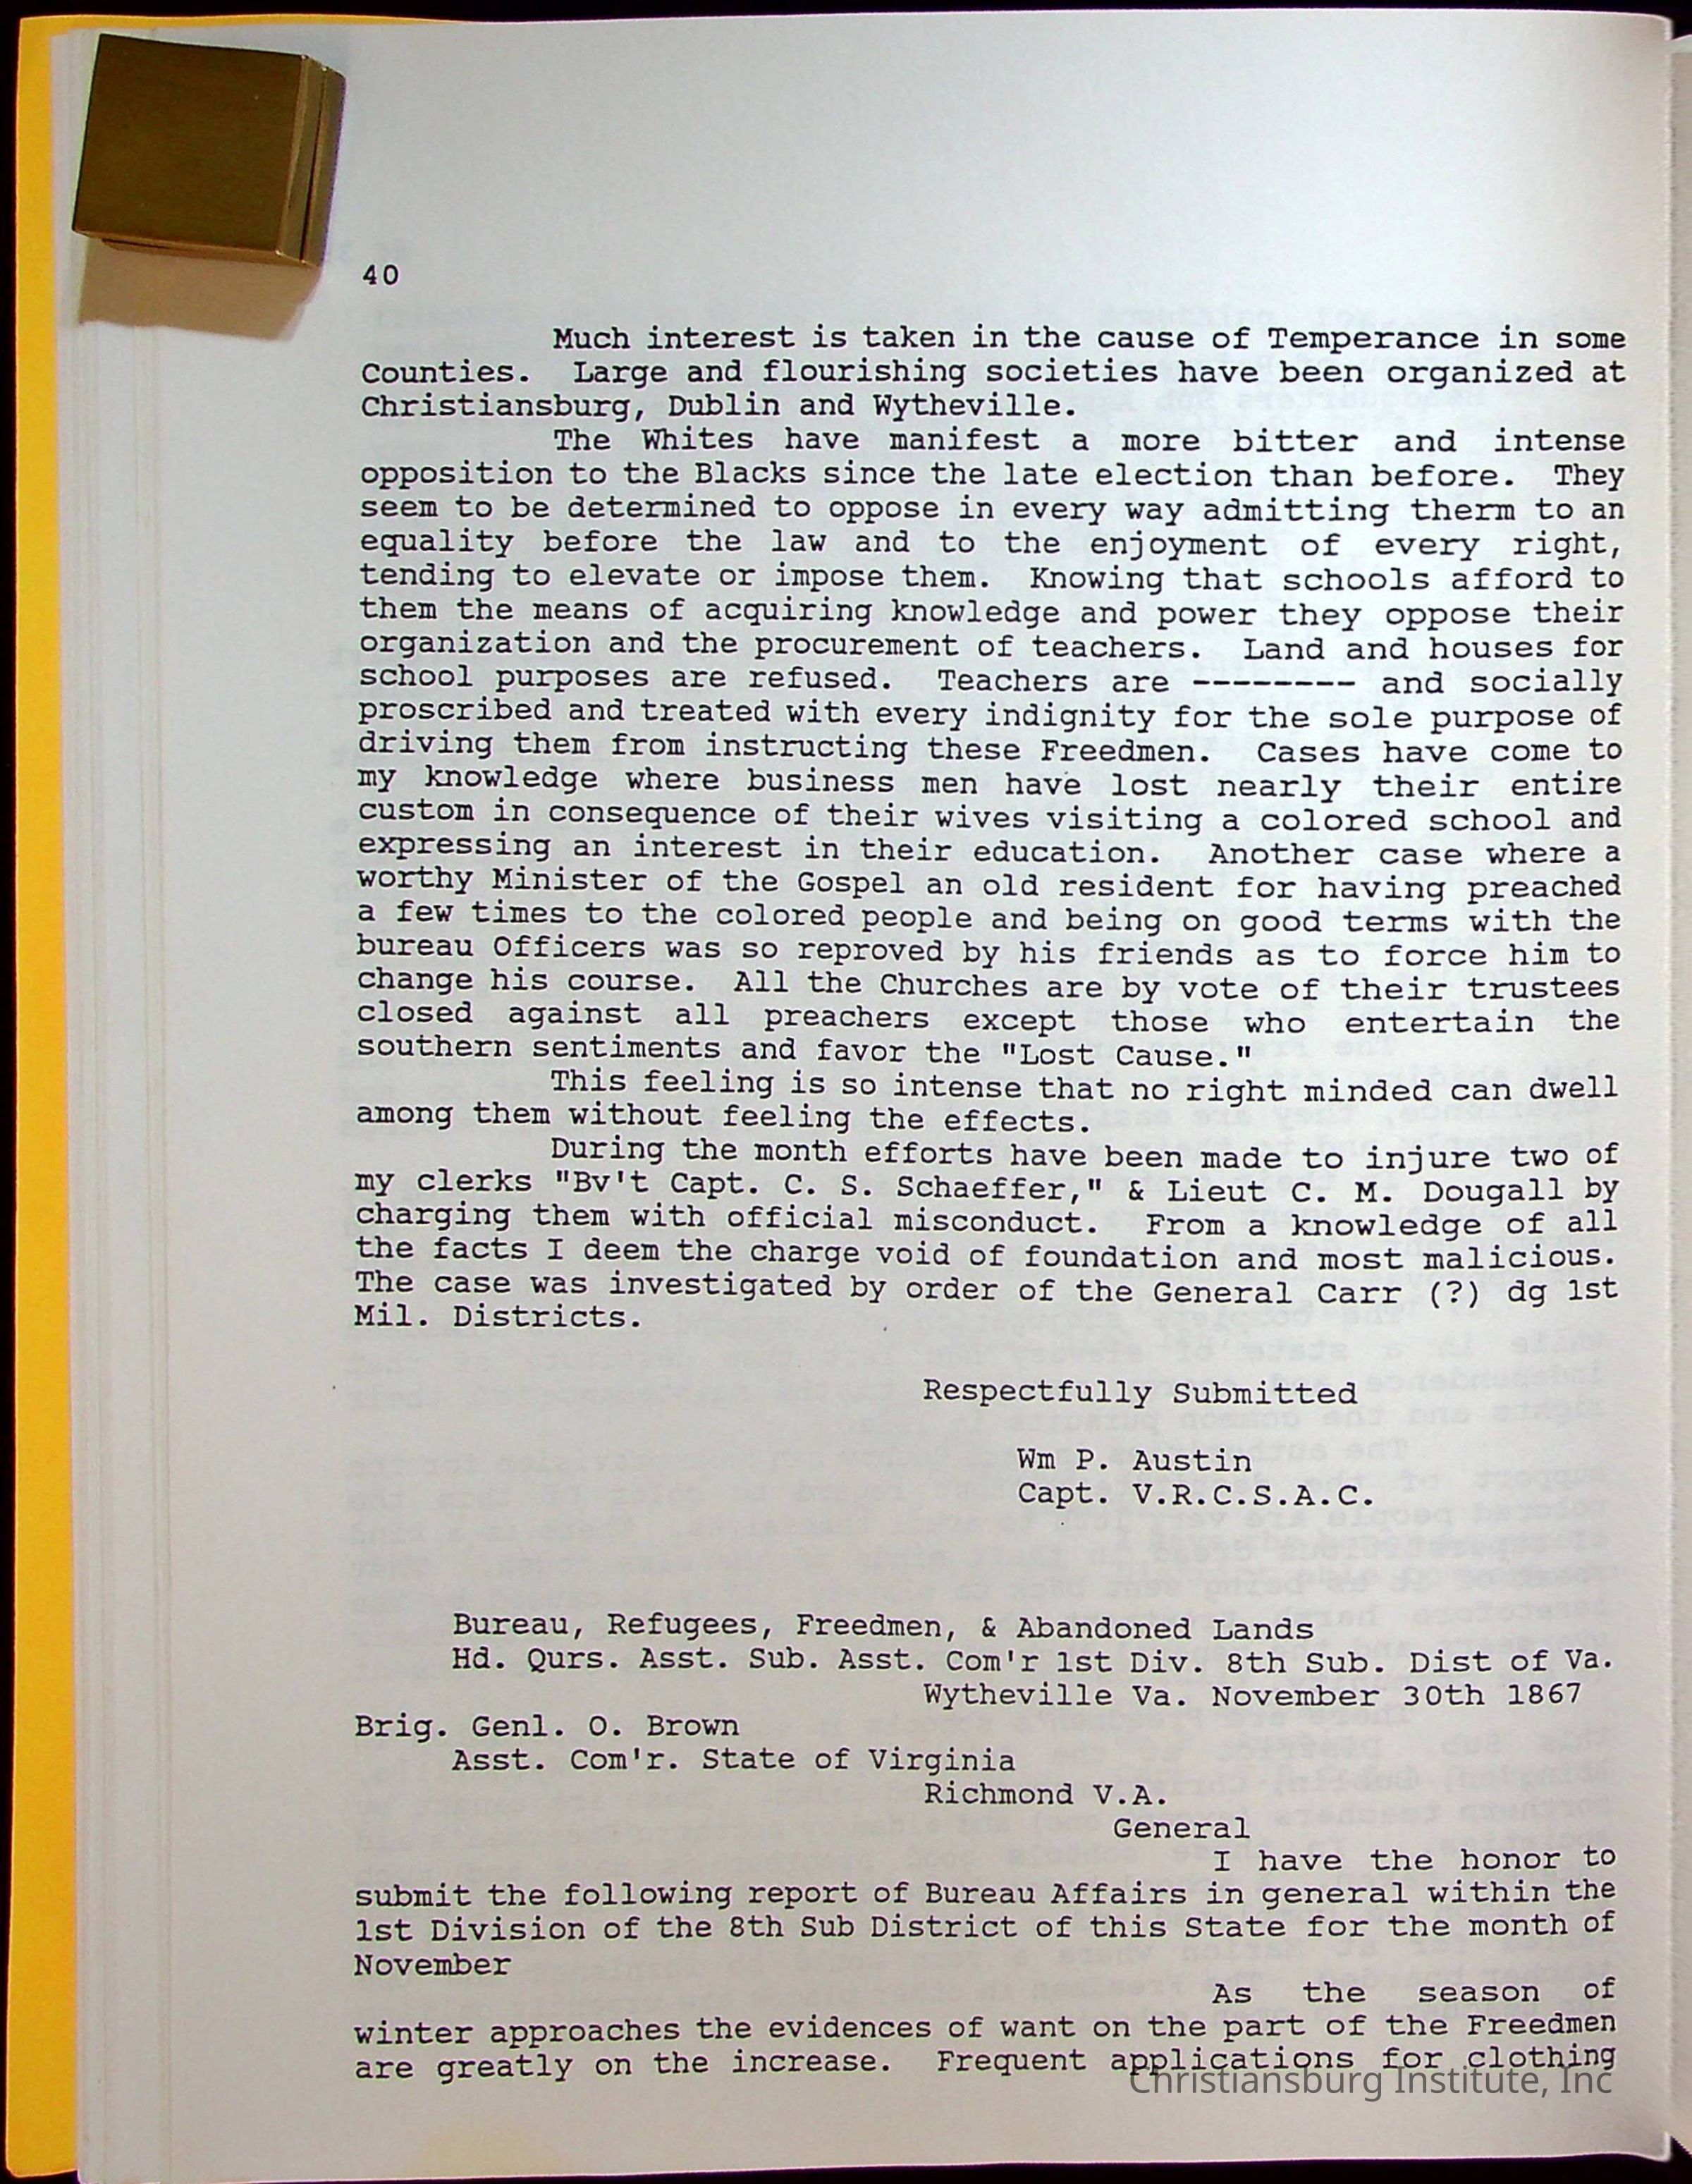 40
Much interest is taken in the cause of Temperance in some
Counties. Large and flourishing societies have been organized at
Christiansburg, Dublin and Wytheville.
The Whites have manifest a more bitter and intense
opposition to the Blacks since the late election than before. They
seem to be determined to oppose in every way admitting therm to an
equality before the law and to the enjoyment of every right,
tending to elevate or impose them. Knowing that schools afford to
them the means of acquiring knowledge and power they oppose their
organization and the procurement of teachers. Land and houses for
school purposes are refused. Teachers are -------- and socially
proscribed and treated with every indignity for the sole purpose of
driving them from instructing these Freedmen. Cases have come to
my knowledge where business men have lost nearly their entire
custom in consequence of their wives visiting a colored school and
expressing an interest in their education. Another case where a
worthy Minister of the Gospel an old resident for having preached
a few times to the colored people and being on good terms with the
bureau Officers was so reproved by his friends as to force him to
change his course. All the Churches are by vote of their trustees
closed against all preachers except those who entertain the
southern sentiments and favor the "Lost Cause."
This feeling is so intense that no right minded can dwell
among them without feeling the effects.
During the month efforts have been made to injure two of
my clerks "Bv't Capt. C. S. Schaeffer," & Lieut C. M. Dougall by
charging them with official misconduct. From a knowledge of all
the facts I deem the charge void of foundation and most malicious.
The case was investigated by order of the General Carr (?) dg 1st
Mil. Districts.
Respectfully Submitted
Wm P. Austin
Capt. V.R.C.S.A.C.
Bureau, Refugees, Freedmen, & Abandoned Lands
Hd. Qurs. Asst. Sub. Asst. Com'r 1st Div. 8th Sub. Dist of Va.
Wytheville Va. November 30th 1867
Brig. Genl. O. Brown
Asst. Com'r. State of Virginia
Richmond V.A.
General
I have the honor to
submit the following report of Bureau Affairs in general within the
1st Division of the 8th Sub District of this State for the month of
November
As the season of
winter approaches the evidences of want on the part of the Freedmen
are greatly on the increase. Frequent applications for clothing
Christiansburg Institute, Inc